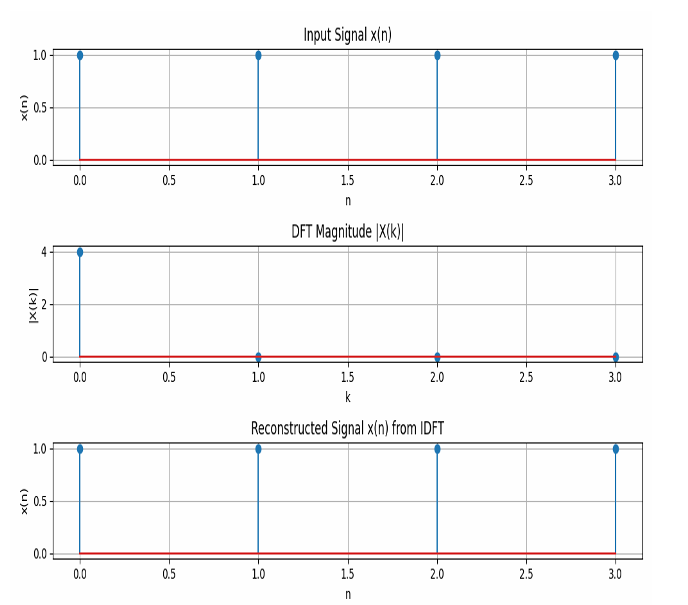 Input Signal x(n)
1.0
0.5
0.0
x(n)
0.0 0.5 1.0 1.5 2.0 2.5 3.0
n
DFT Magnitude |X(k)|
4
2
0
|X(k)|
0.0 0.5 1.0 1.5 2.0 2.5 3.0
k
Reconstructed Signal x(n) from IDFT
1.0
0.5
0.0
x(n)
0.0 0.5 1.0 1.5 2.0 2.5 3.0
n